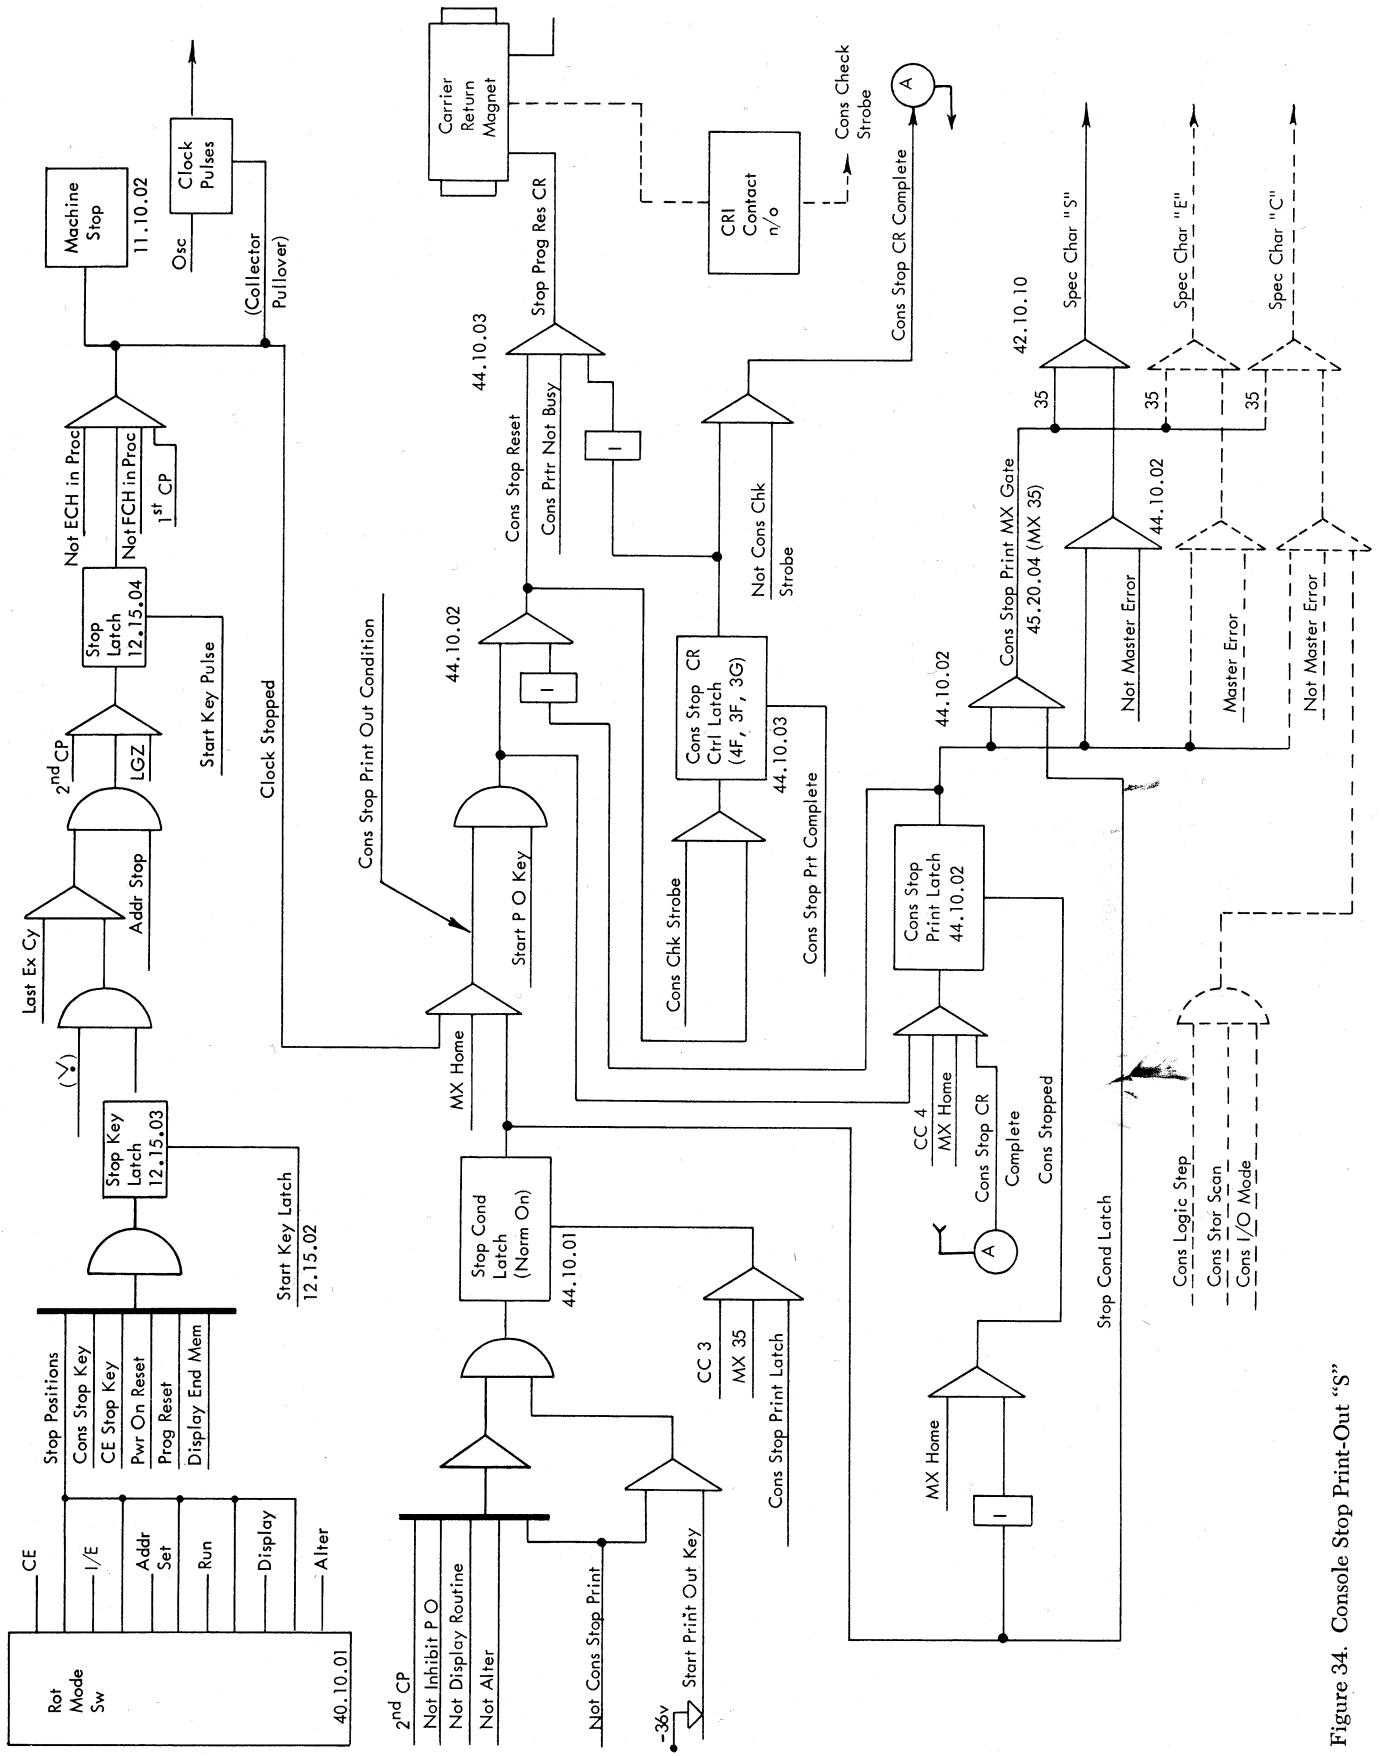 Rot
Mode
Sw
40.10.01
CE
I/E
Addr
Set
Run
Display
Alter
Stop Positions
Cons Stop Key
CE Stop Key
Pwr On Reset
Prog Reset
Display End Mem
Stop Key
Latch
12.15.03
Start Key Latch
12.15.02
Last Ex Cy
Addr Stop
2nd CP
LGZ
Stop
Latch
12.15.04
Start Key Pulse
Not ECH in Proc
Not FCH in Proc
1st CP
Machine
Stop
11.10.02
Osc
Clock
Pulses
(Collector
Pullover)
Clock Stopped
2nd CP
Not Inhibit P O
Not Display Routine
Not Alter
Not Cons Stop Print
-36v
Start Print Out Key
Stop Cond
Latch
(Norm On)
44.10.01
CC 3
MX 35
Cons Stop Print Latch
MX Home
Cons Stop Print Out Condition
Start P O Key
44.10.02
Cons Stop Reset
Cons Prtr Not Busy
44.10.03
Stop Prog Res CR
Carrier
Return
Magnet
CRI
Contact
n/o
Cons Check
Strobe
Cons Chk Strobe
Cons Stop CR
Ctrl Latch
(4F, 3F, 3G)
44.10.03
Cons Stop Prt Complete
Not Cons Chk
Strobe
Cons Stop CR Complete
A
MX Home
I
I
I
A
CC 4
MX Home
Cons Stop CR
Complete
Cons Stopped
Cons Stop
Print Latch
44.10.02
44.10.02
Cons Stop Print MX Gate
45.20.04 (MX 35)
Stop Cond Latch
Not Master Error
44.10.02
Master Error
Not Master Error
Cons Logic Step
Cons Stor Scan
Cons I/O Mode
35
35
35
42.10.10
Spec Char "S"
Spec Char "E"
Spec Char "C"
Figure 34. Console Stop Print-Out “S”